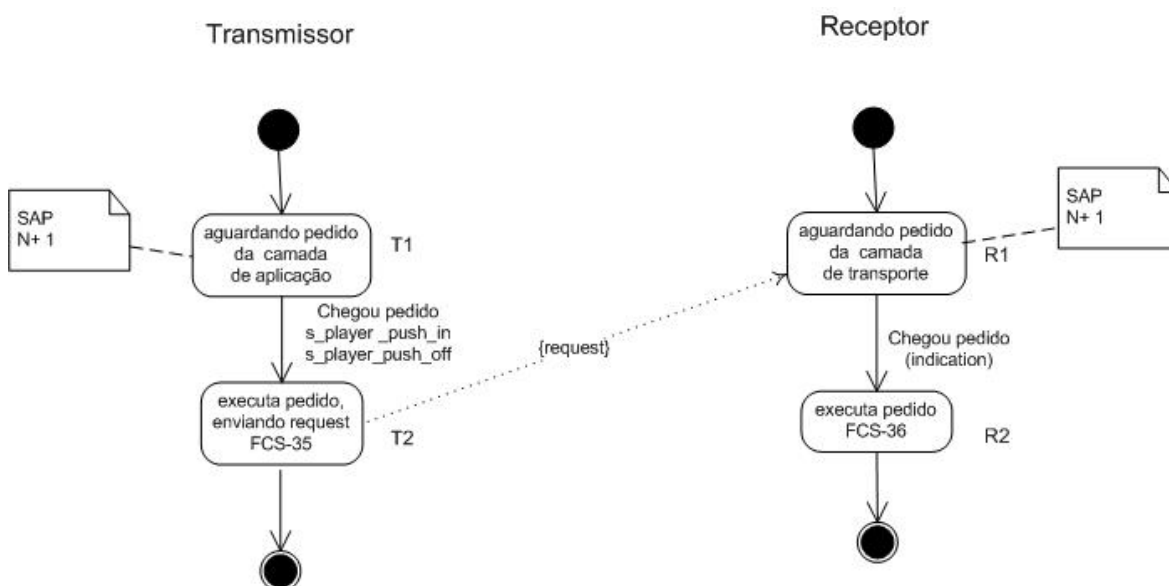 Transmissor
Receptor
SAP
N+ 1
aguardando pedido
da camada
de aplicação
T1
Chegou pedido
s_player _push_in
s_player_push_off
executa pedido,
enviando request
FCS-35
T2
{request}
aguardando pedido
da camada
de transporte
R1
SAP
N+ 1
Chegou pedido
(indication)
executa pedido
FCS-36
R2